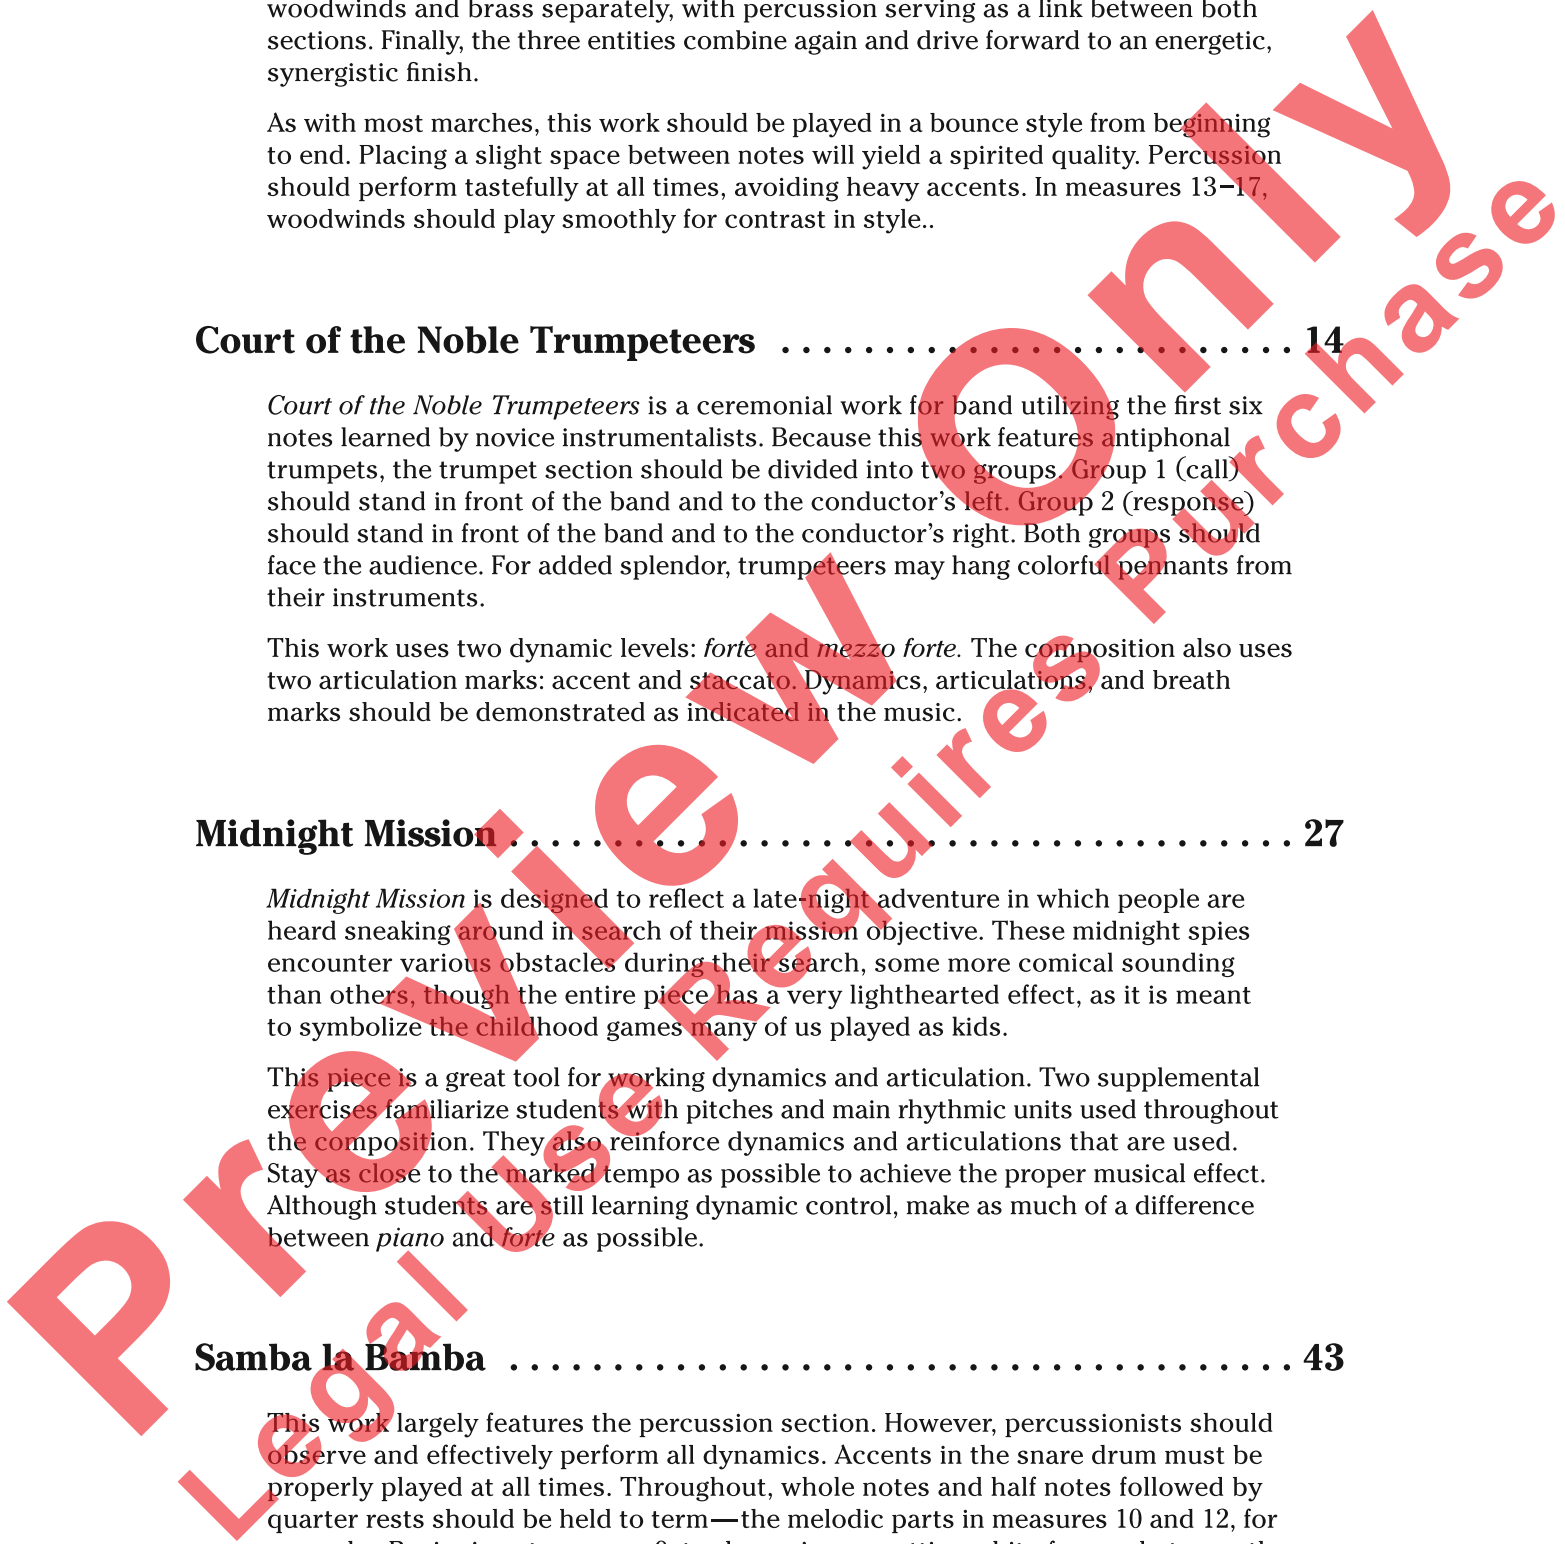 woodwinds and brass separately, with percussion serving as a link between both
sections. Finally, the three entities combine again and drive forward to an energetic,
synergistic finish.
As with most marches, this work should be played in a bounce style from beginning
to end. Placing a slight space between notes will yield a spirited quality. Percussion
should perform tastefully at all times, avoiding heavy accents. In measures 13–17,
woodwinds should play smoothly for contrast in style..
Court of the Noble Trumpeters . . . . . . . . . . . . . . . . . . . . . . . . . 14
Court of the Noble Trumpeters is a ceremonial work for band utilizing the first six
notes learned by novice instrumentalists. Because this work features antiphonal
trumpets, the trumpet section should be divided into two groups. Group 1 (call)
should stand in front of the band and to the conductor’s left. Group 2 (response)
should stand in front of the band and to the conductor’s right. Both groups should
face the audience. For added splendor, trumpeteers may hang colorful pennants from
their instruments.
This work uses two dynamic levels: forte and mezzo forte. The composition also uses
two articulation marks: accent and staccato. Dynamics, articulations, and breath
marks should be demonstrated as indicated in the music.
Midnight Mission . . . . . . . . . . . . . . . . . . . . . . . . . . . . . . . . . . . . . . 27
Midnight Mission is designed to reflect a late-night adventure in which people are
heard sneaking around in search of their mission objective. These midnight spies
encounter various obstacles during their search, some more comical sounding
than others, though the entire piece has a very lighthearted effect, as it is meant
to symbolize the childhood games many of us played as kids.
This piece is a great tool for working dynamics and articulation. Two supplemental
exercises familiarize students with pitches and main rhythmic units used throughout
the composition. They also reinforce dynamics and articulations that are used.
Stay as close to the marked tempo as possible to achieve the proper musical effect.
Although students are still learning dynamic control, make as much of a difference
between piano and forte as possible.
Samba la Bamba . . . . . . . . . . . . . . . . . . . . . . . . . . . . . . . . . . . . . . 43
This work largely features the percussion section. However, percussionists should
observe and effectively perform all dynamics. Accents in the snare drum must be
properly played at all times. Throughout, whole notes and half notes followed by
quarter rests should be held to term—the melodic parts in measures 10 and 12, for
Preview Only
Legal Use Requires Purchase